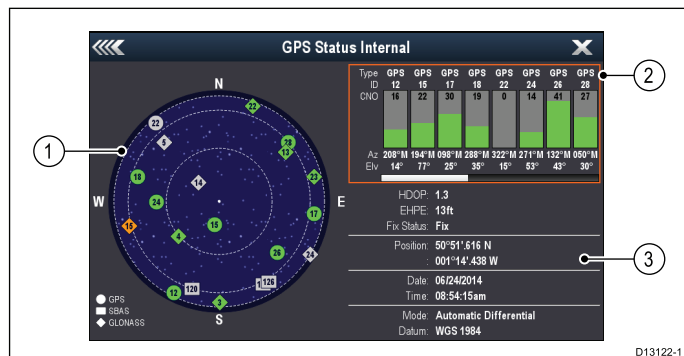 GPS Status Internal
N
S
W
E
22
22
5
28
13
18
14
23
24
17
15
15
4
26
24
12
120
126
3
GPS
SBAS
GLONASS
Type GPS GPS GPS GPS GPS GPS GPS GPS
ID 12 15 17 18 22 24 26 28
CNO 16 22 30 19 0 14 41 27
Az 208°M 194°M 098°M 288°M 322°M 271°M 132°M 050°M
Elv 14° 77° 25° 35° 15° 53° 43° 30°
HDOP: 1.3
EHPE: 13ft
Fix Status: Fix
Position: 50°51'.616 N
: 001°14'.438 W
Date: 06/24/2014
Time: 08:54:15am
Mode: Automatic Differential
Datum: WGS 1984
1
2
3
D13122-1